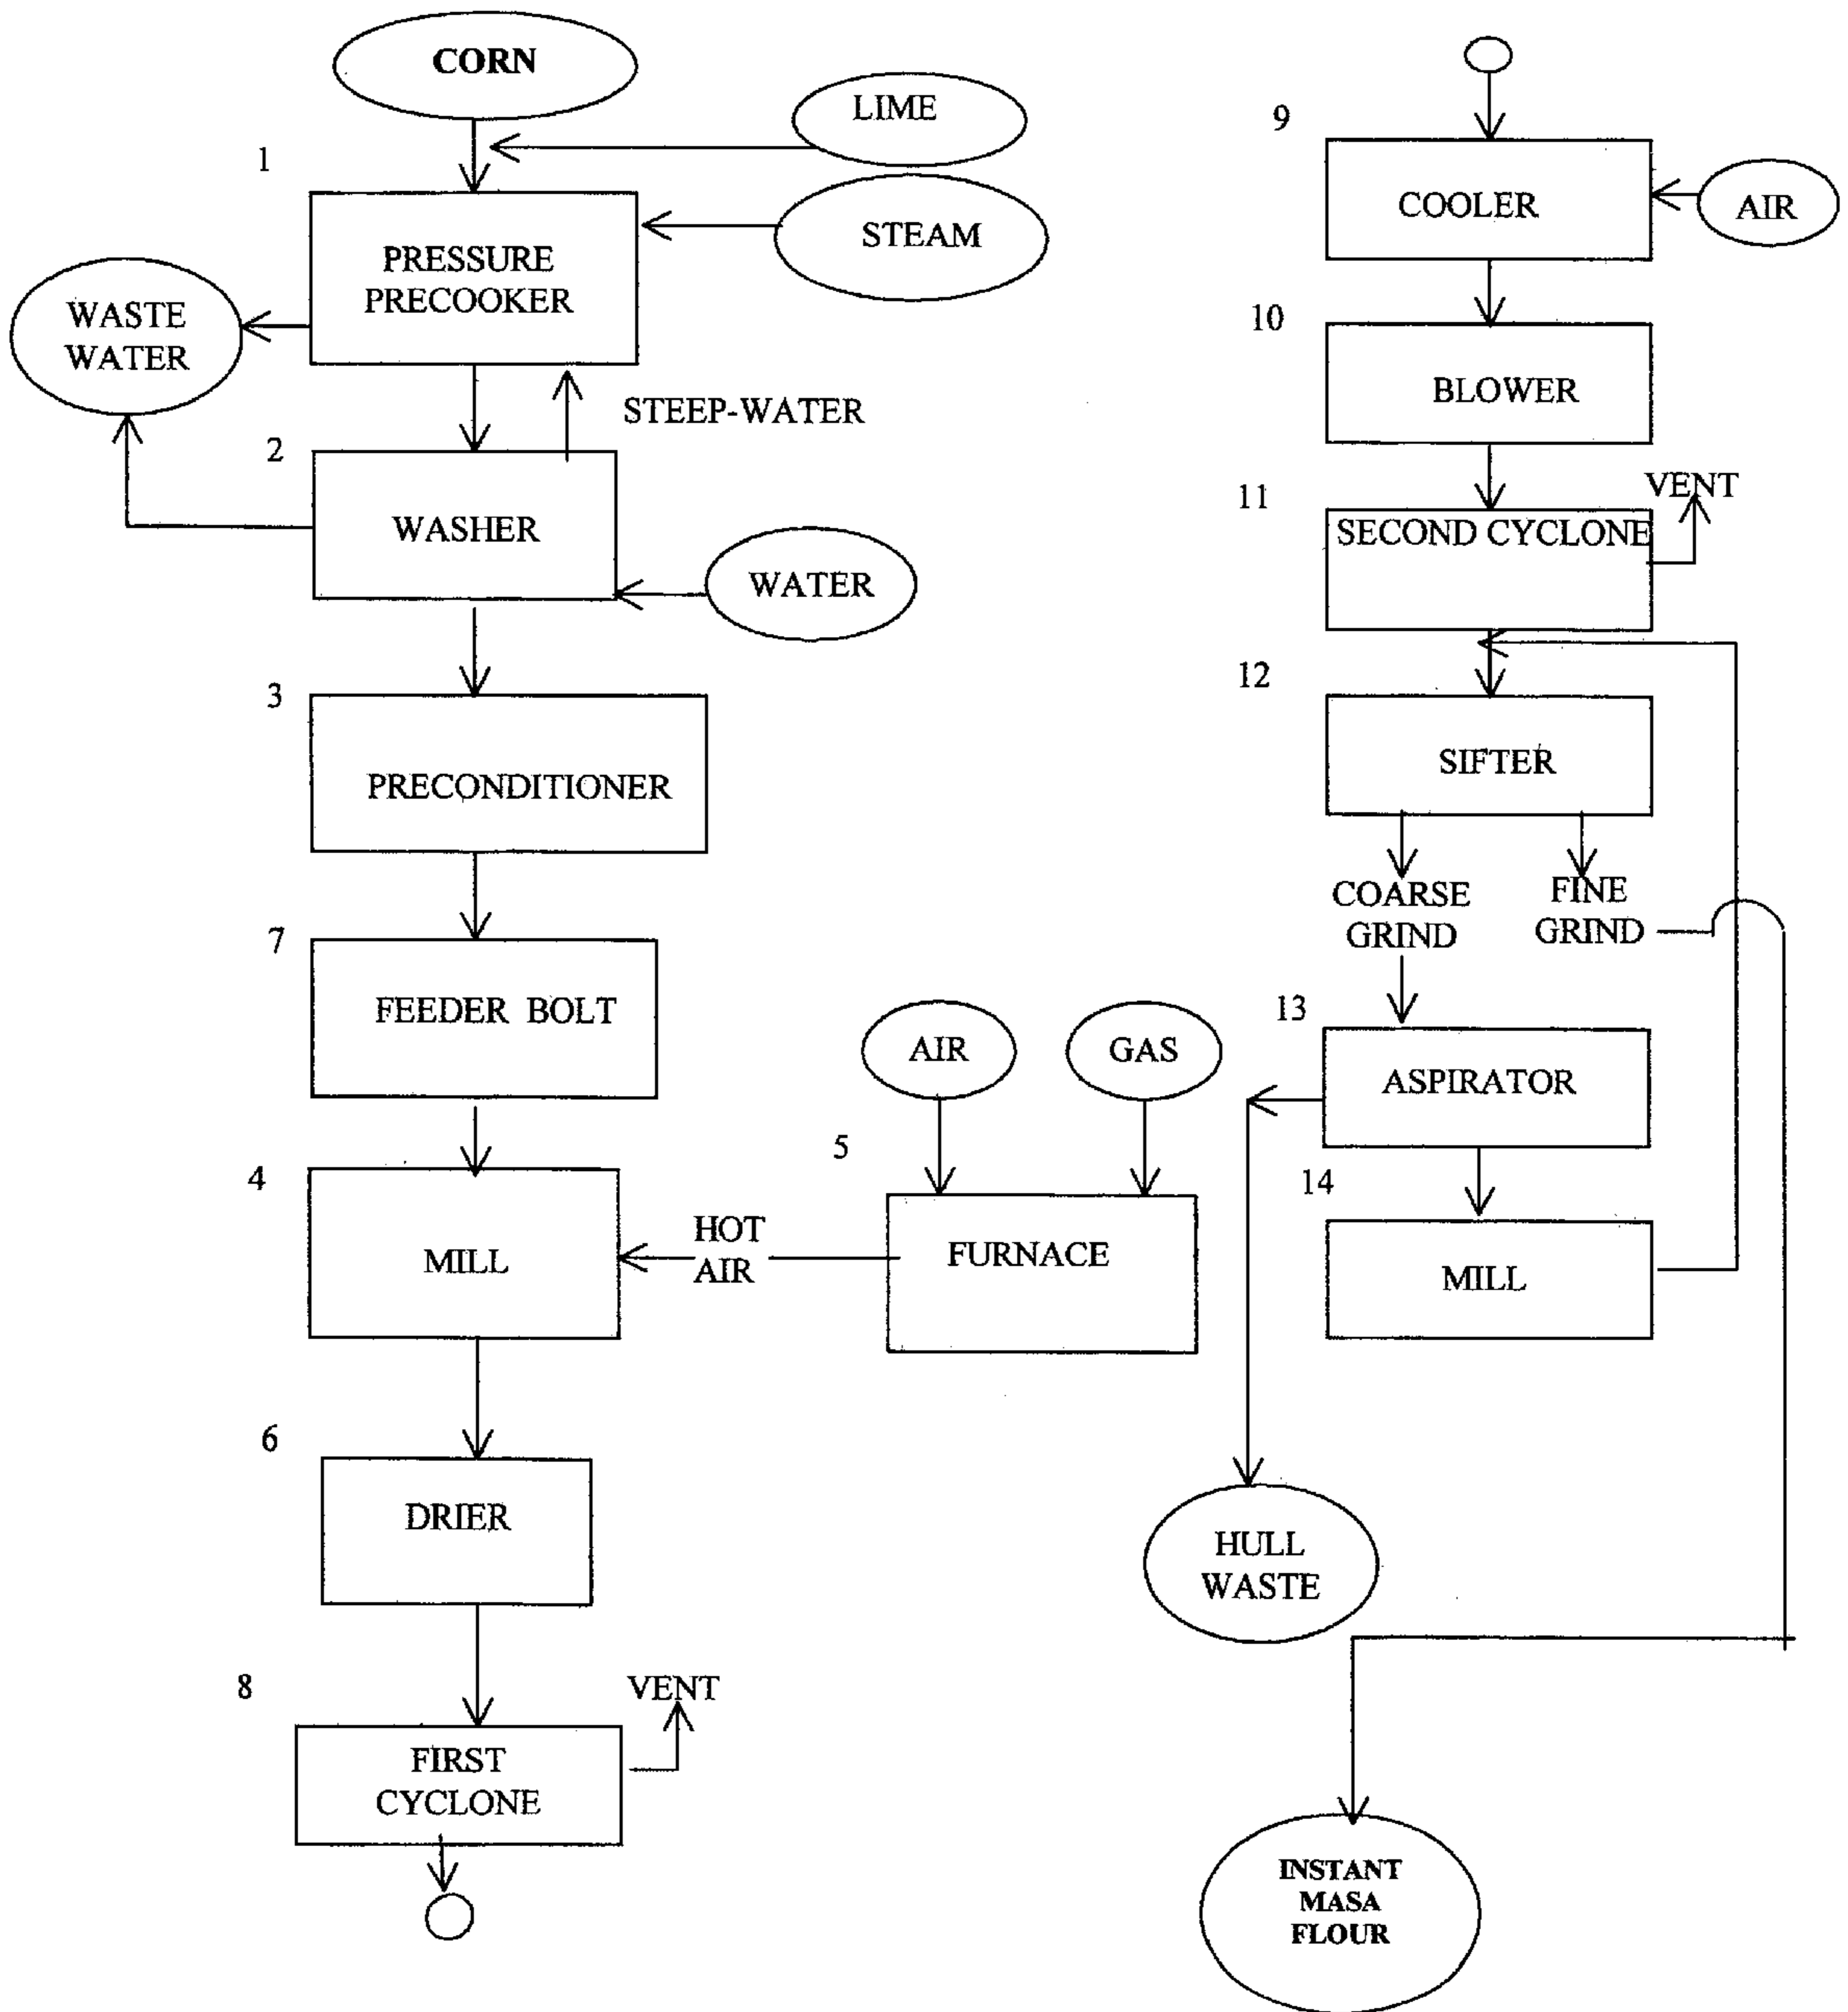 CORN
LIME
1
STEAM
PRESSURE
PRECOOKER
WASTE
WATER
STEEP-WATER
2
WASHER
WATER
3
PRECONDITIONER
7
FEEDER BOLT
AIR
GAS
5
4
MILL
HOT
AIR
FURNACE
6
DRIER
8
VENT
FIRST
CYCLONE
9
COOLER
AIR
10
BLOWER
11
VENT
SECOND CYCLONE
12
SIFTER
COARSE
GRIND
FINE
GRIND
13
ASPIRATOR
14
MILL
HULL
WASTE
INSTANT
MASA
FLOUR